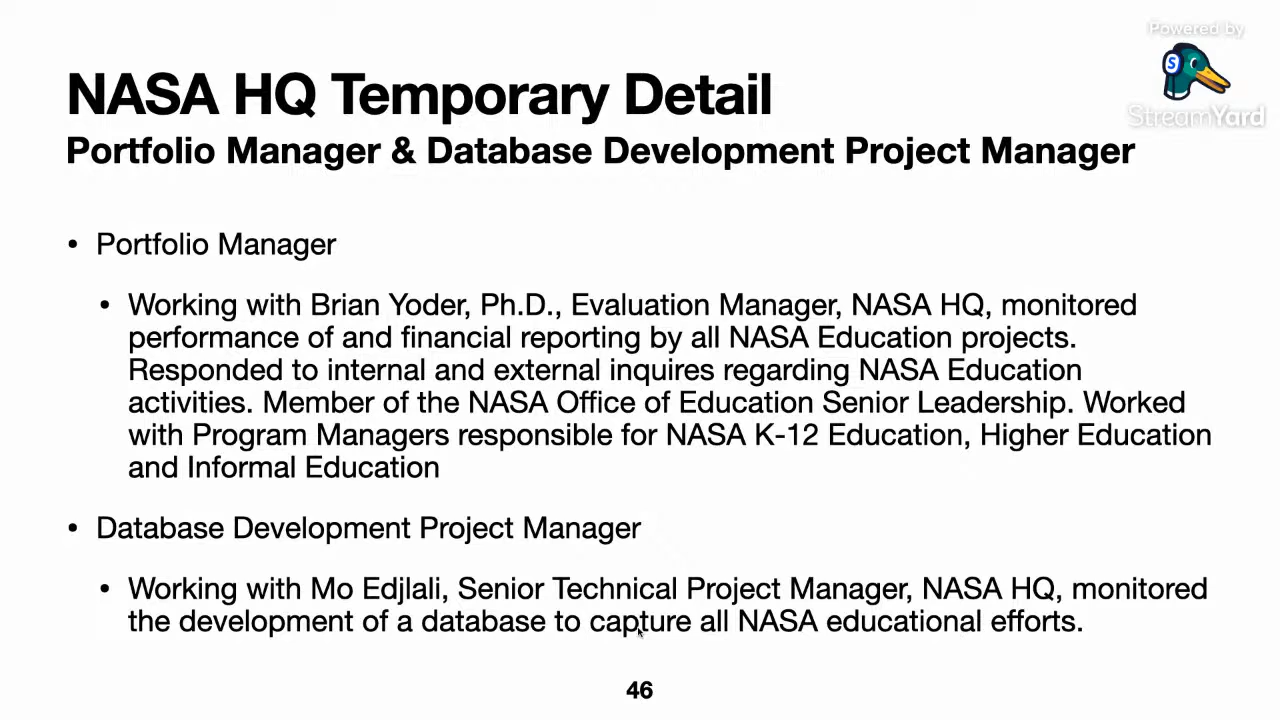 Powered by
S
StreamYard
NASA HQ Temporary Detail
Portfolio Manager & Database Development Project Manager
• Portfolio Manager
• Working with Brian Yoder, Ph.D., Evaluation Manager, NASA HQ, monitored
performance of and financial reporting by all NASA Education projects.
Responded to internal and external inquires regarding NASA Education
activities. Member of the NASA Office of Education Senior Leadership. Worked
with Program Managers responsible for NASA K-12 Education, Higher Education
and Informal Education
• Database Development Project Manager
• Working with Mo Edjlali, Senior Technical Project Manager, NASA HQ, monitored
the development of a database to capture all NASA educational efforts.
46